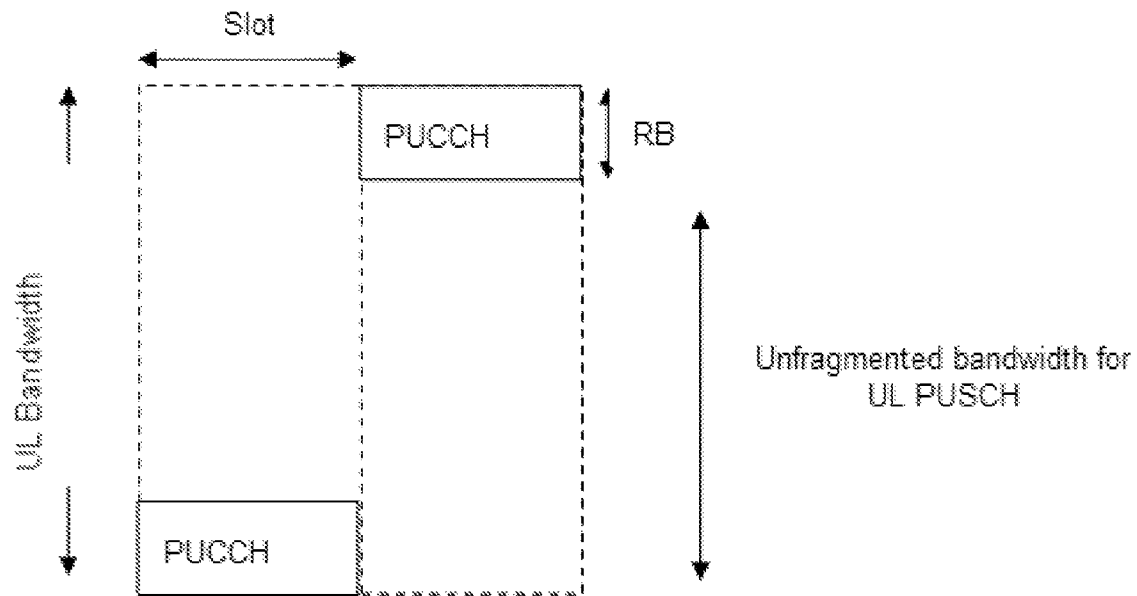 Slot
PUCCH
RB
UL Bandwidth
Unfragmented bandwidth for
UL PUSCH
PUCCH